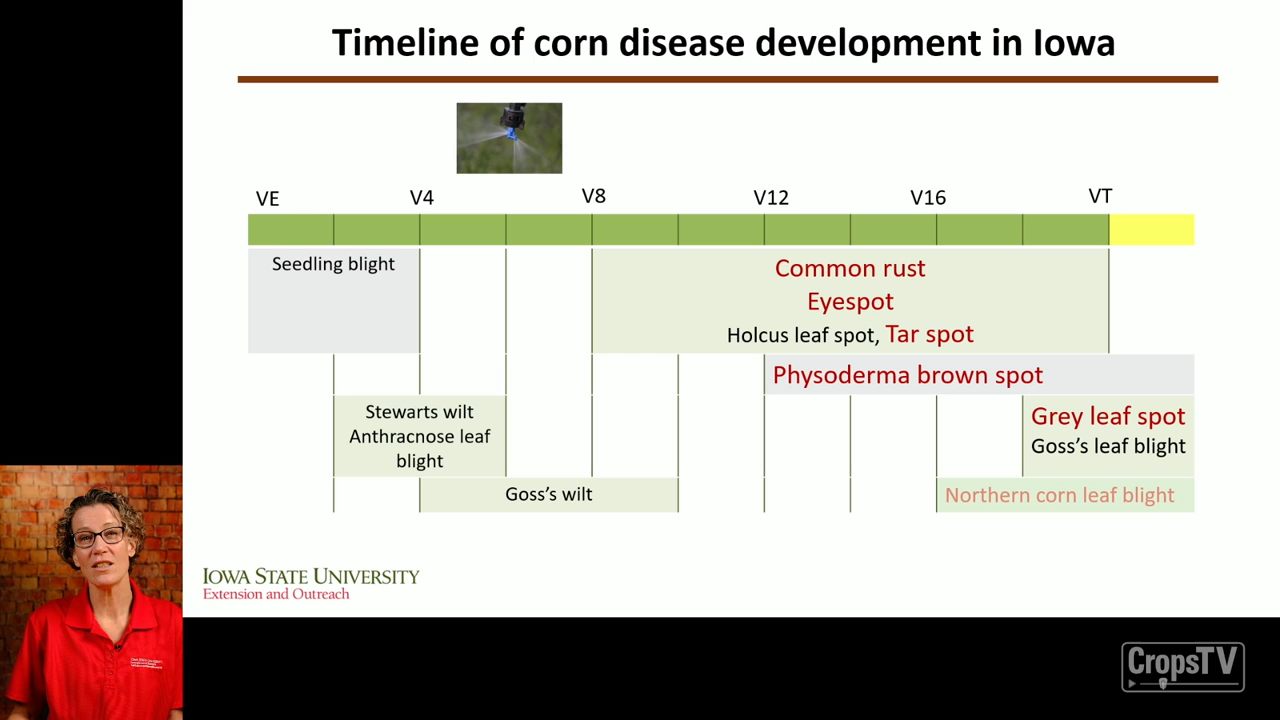 Timeline of corn disease development in Iowa
VE V4 V8 V12 V16 VT
Seedling blight
Common rust
Eyespot
Holcus leaf spot, Tar spot
Physoderma brown spot
Stewarts wilt
Anthracnose leaf
blight
Grey leaf spot
Goss's leaf blight
Goss's wilt
Northern corn leaf blight
IOWA STATE UNIVERSITY
Extension and Outreach
CropsTV